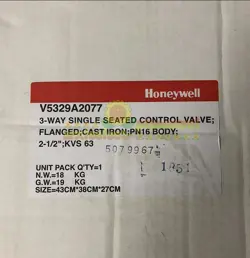 Honeywell
V5329A2077
3-WAY SINGLE SEATED CONTROL VALVE;
FLANGED;CAST IRON;PN16 BODY;
2-1/2";KVS 63
5079967
UNIT PACK Q'TY=1
N.W.=18 KG
G.W.=19 KG
SIZE=43CM*38CM*27CM